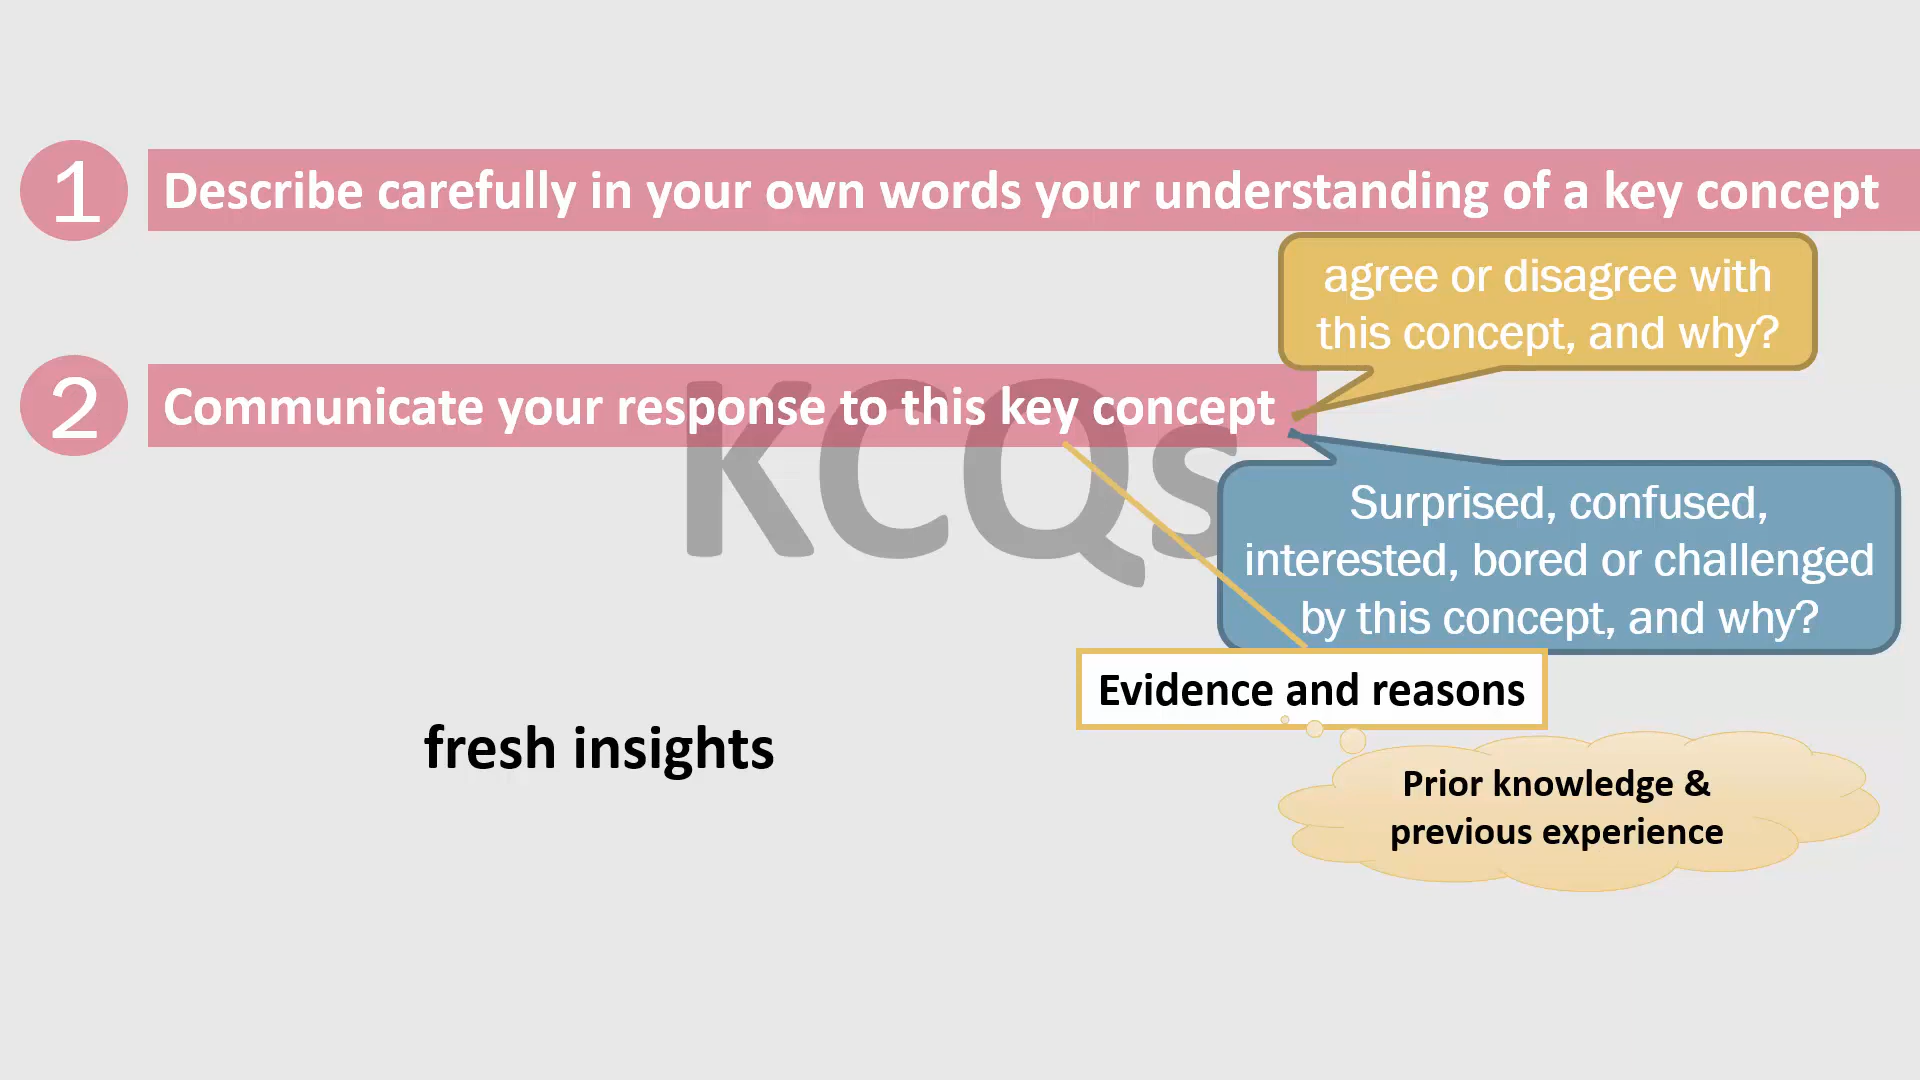 1
Describe carefully in your own words your understanding of a key concept
agree or disagree with
this concept, and why?
2
Communicate your response to this key concept
KCQs
Surprised, confused,
interested, bored or challenged
by this concept, and why?
Evidence and reasons
fresh insights
Prior knowledge &
previous experience